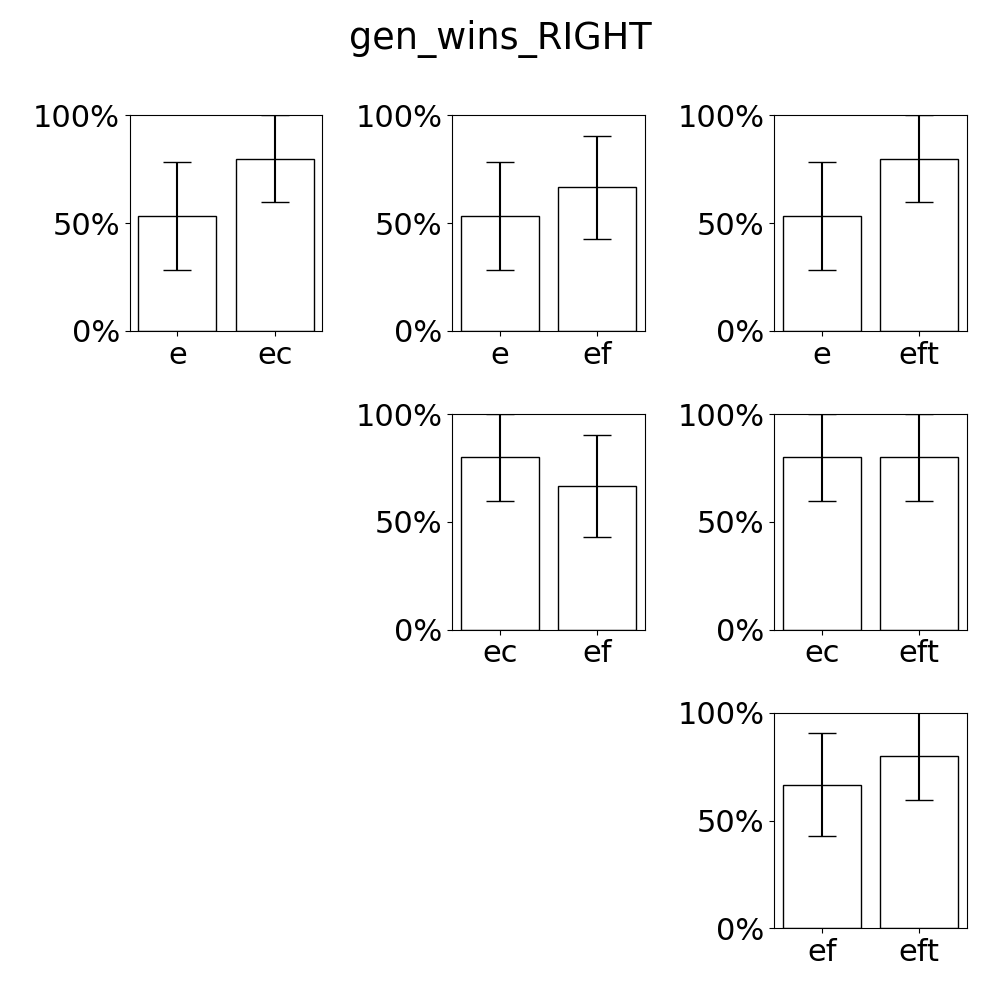 gen_wins_RIGHT
100% 100% 100%
50% 50% 50%
0% 0% 0%
e ec e ef e eft
100% 100%
50% 50%
0% 0%
ec ef ec eft
100%
50%
0%
ef eft